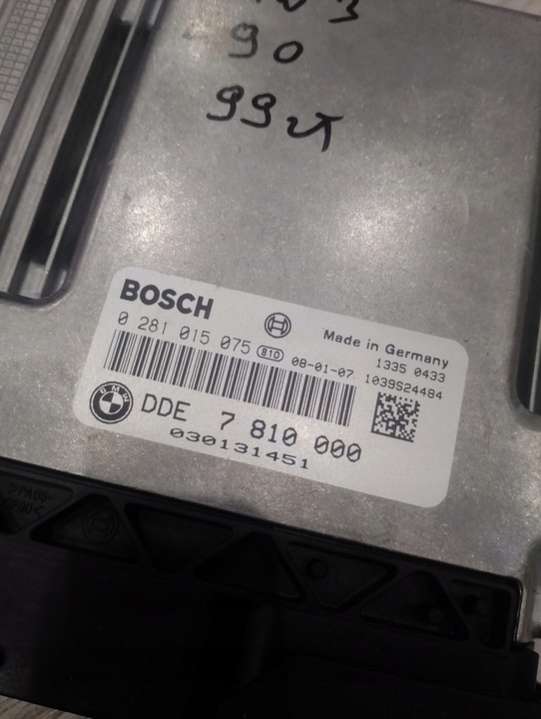 90
99
BOSCH
Made in Germany
0 281 015 075 810 08-01-07 1335 0433
1039S24484
BMW
DDE 7 810 000
030131451